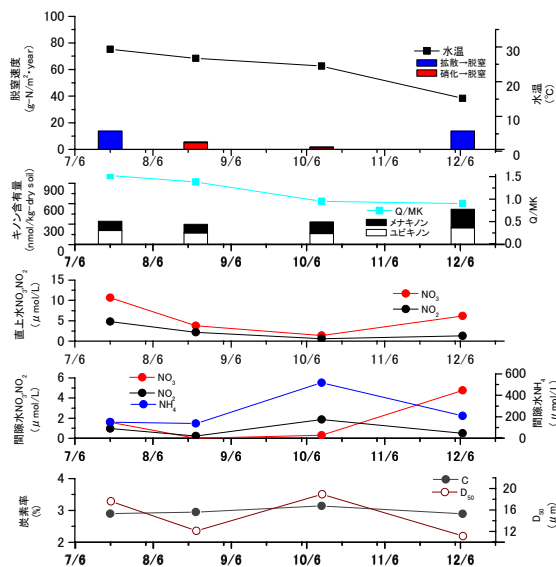 脱窒速度
(g-N/m²・year)
100
80
60
40
20
0
水温
拡散→脱窒
硝化→脱窒
30
20
10
0
水温
(℃)
7/6 8/6 9/6 10/6 11/6 12/6
キノン含有量
(nmol/kg-dry soil)
900
600
300
0
Q/MK
メナキノン
ユビキノン
1.5
1.0
0.5
0.0
Q/MK
7/6 8/6 9/6 10/6 11/6 12/6
直上水NO₃,NO₂
(μmol/L)
15
10
5
0
NO₃
NO₂
7/6 8/6 9/6 10/6 11/6 12/6
間隙水NO₃,NO₂
(μmol/L)
6
4
2
0
NO₃
NO₂
NH₄
600
400
200
0
間隙水NH₄
(μmol/L)
7/6 8/6 9/6 10/6 11/6 12/6
炭素率
(%)
4
3
2
C
D₅₀
20
16
12
D₅₀
(μm)
7/6 8/6 9/6 10/6 11/6 12/6